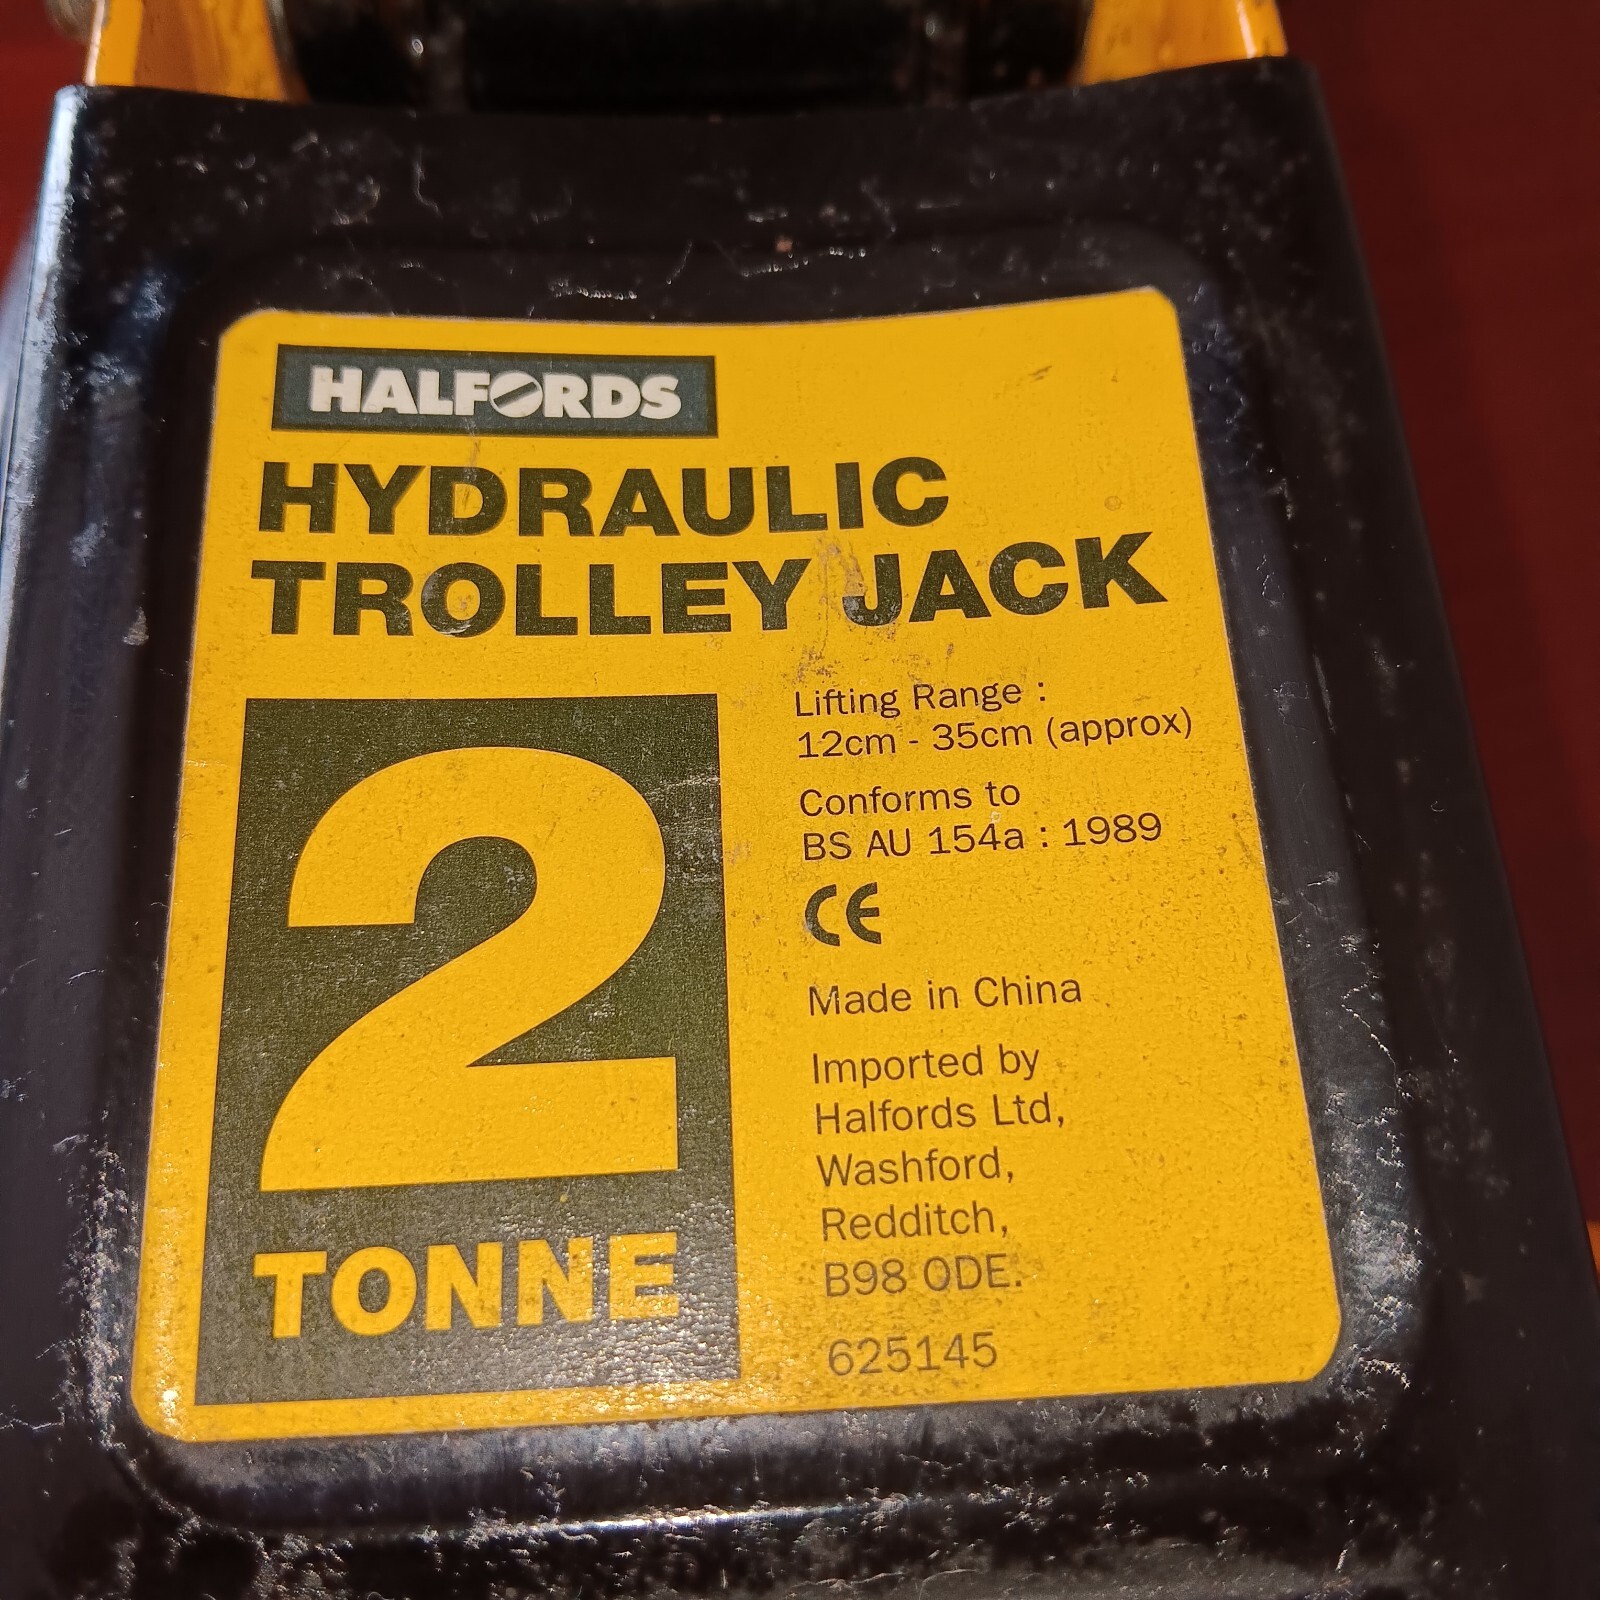 HALFORDS
HYDRAULIC
TROLLEY JACK
2
TONNE
Lifting Range :
12cm - 35cm (approx)
Conforms to
BS AU 154a : 1989
CE
Made in China
Imported by
Halfords Ltd,
Washford,
Redditch,
B98 0DE.
625145